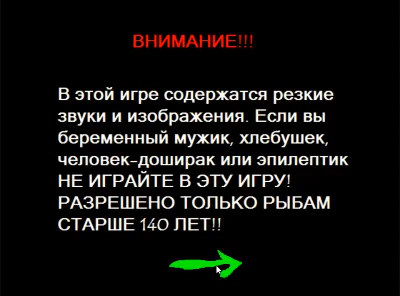 ВНИМАНИЕ!!!
В этой игре содержатся резкие
звуки и изображения. Если вы
беременный мужик, хлебушек,
человек-доширак или эпилептик
НЕ ИГРАЙТЕ В ЭТУ ИГРУ!
РАЗРЕШЕНО ТОЛЬКО РЫБАМ
СТАРШЕ 140 ЛЕТ!!